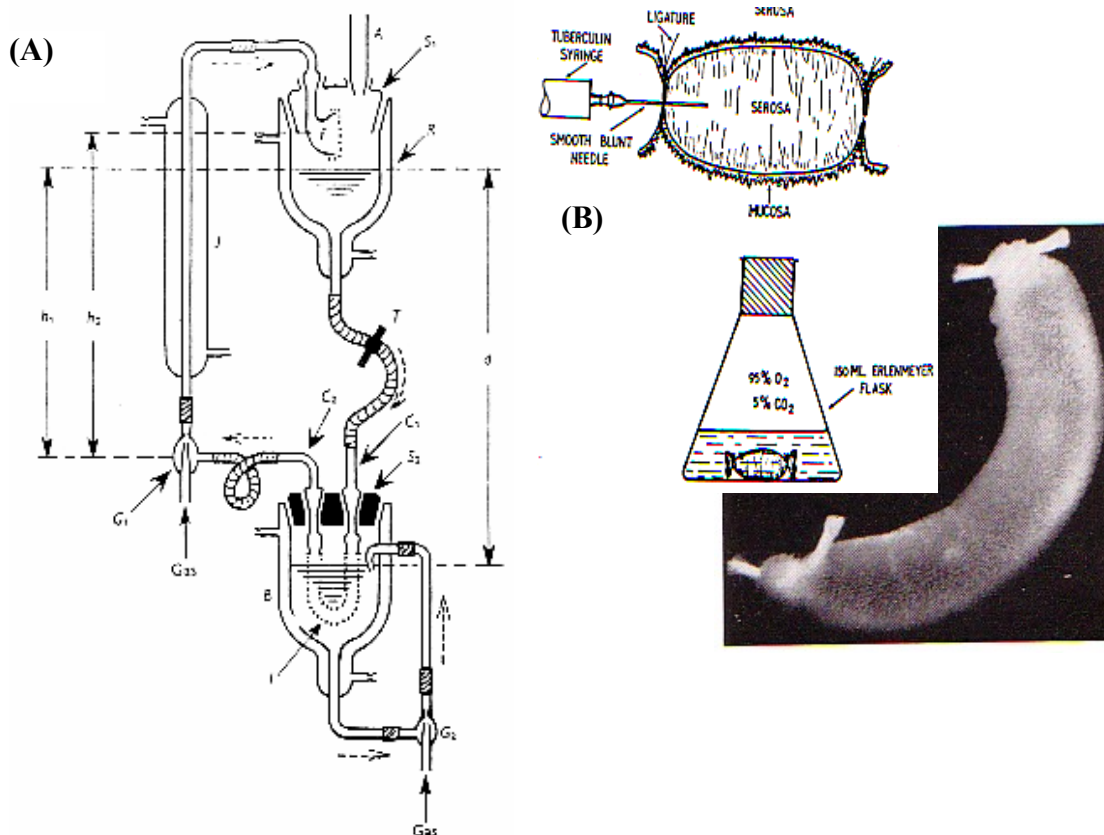 (A)
A
S₁
R
J
h₁
h₂
T
d
C₂
C₁
S₂
G₁
Gas
B
I
G₂
Gas
(B)
SEROSA
LIGATURE
TUBERCULIN
SYRINGE
SEROSA
SMOOTH BLUNT
NEEDLE
MUCOSA
95% O₂
5% CO₂
150 ML. ERLENMEYER
FLASK